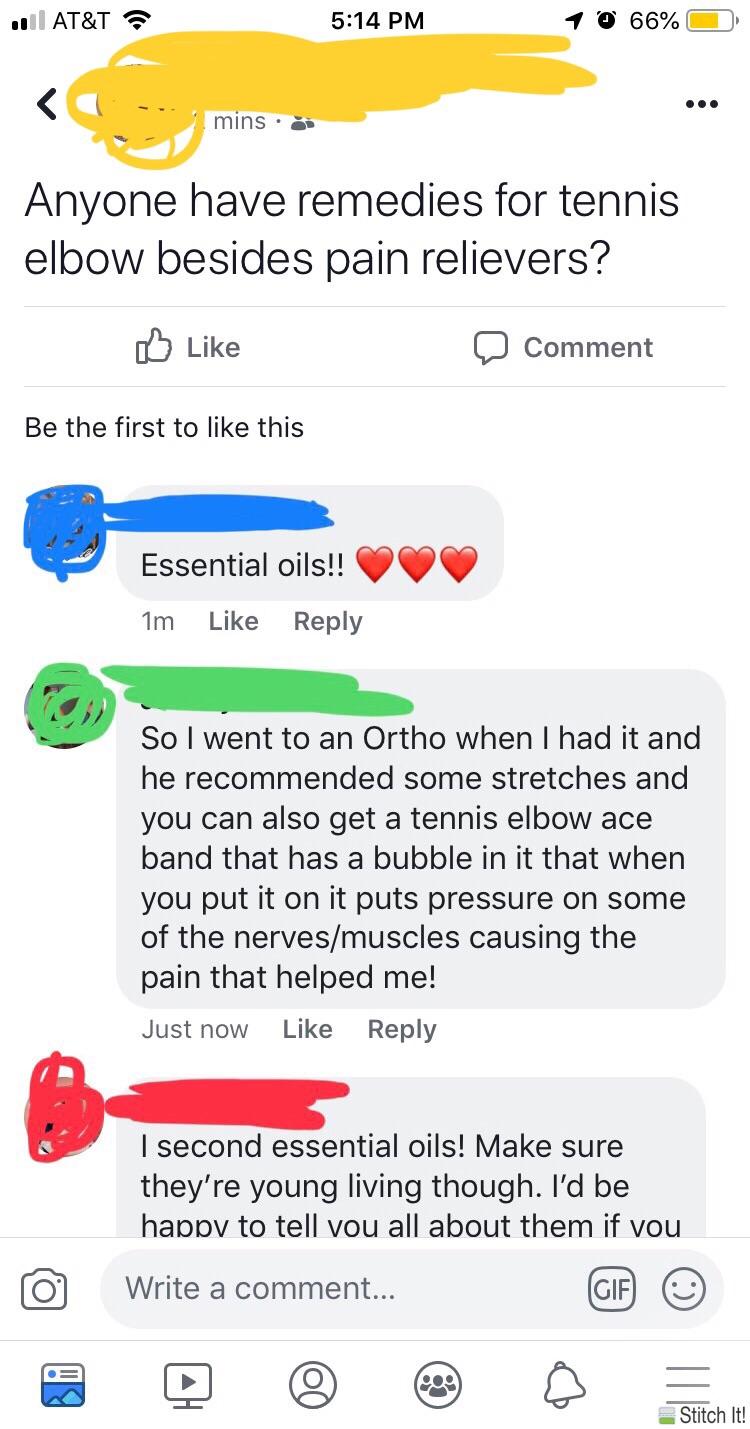 AT&T 5:14 PM 66%
mins
Anyone have remedies for tennis
elbow besides pain relievers?
Like Comment
Be the first to like this
Essential oils!! ❤️❤️❤️
1m Like Reply
So I went to an Ortho when I had it and
he recommended some stretches and
you can also get a tennis elbow ace
band that has a bubble in it that when
you put it on it puts pressure on some
of the nerves/muscles causing the
pain that helped me!
Just now Like Reply
I second essential oils! Make sure
they're young living though. I'd be
happy to tell you all about them if you
Write a comment... GIF
Stitch It!